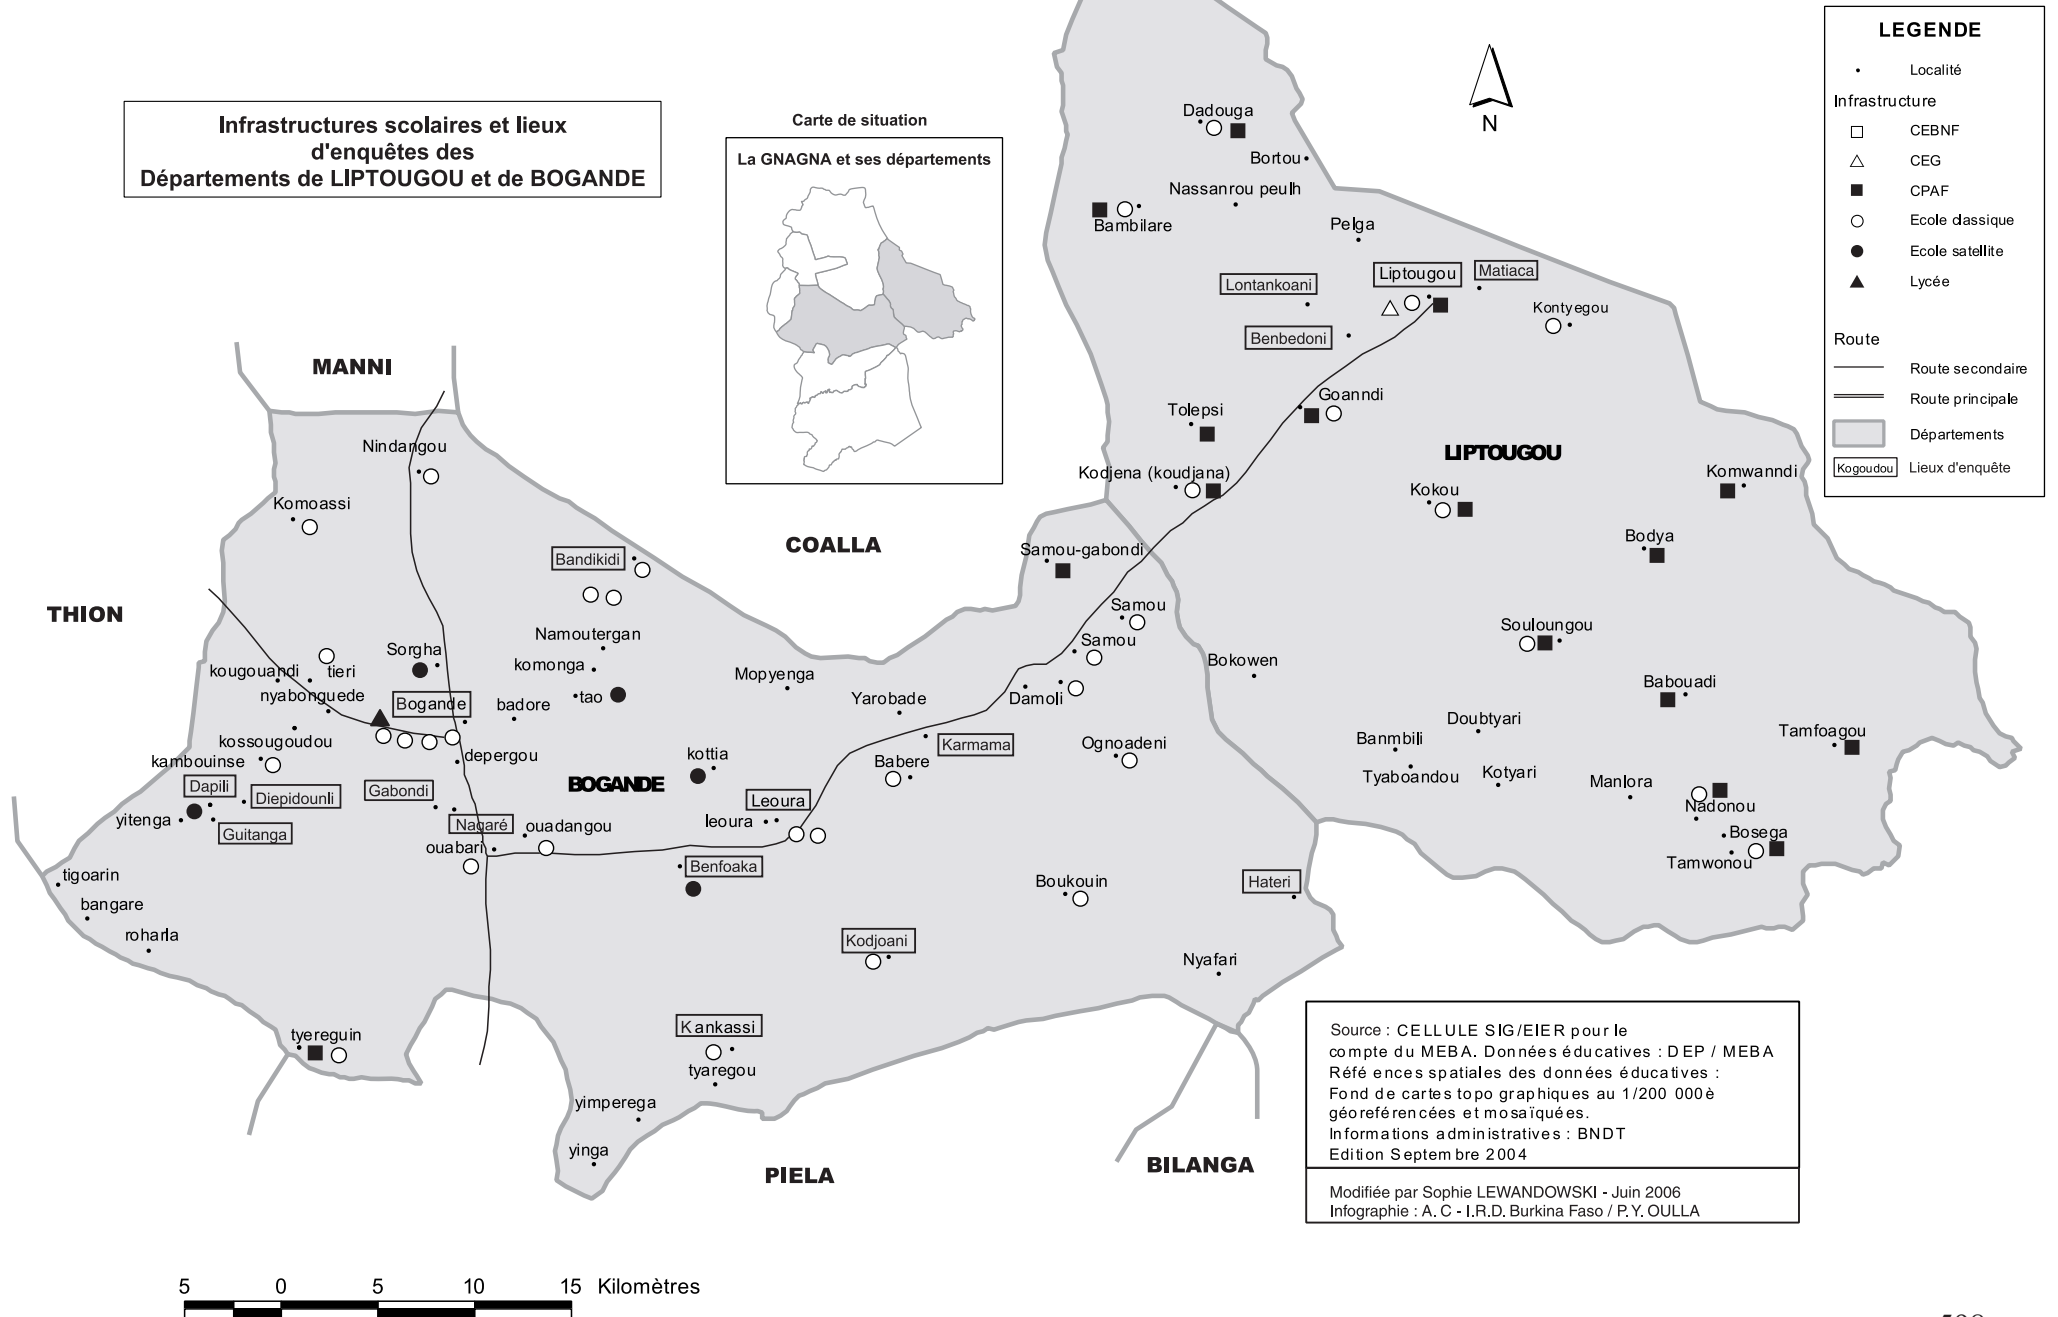 Infrastructures scolaires et lieux
d'enquêtes des
Départements de LIPTOUGOU et de BOGANDE
Carte de situation
La GNAGNA et ses départements
N
LEGENDE
Localité
Infrastructure
CEBNF
CEG
CPAF
Ecole classique
Ecole satellite
Lycée
Route
Route secondaire
Route principale
Départements
Kogoudou Lieux d'enquête
Dadouga
Bortou
Nassanrou peulh
Bambilare
Pelga
Liptougou
Matiaca
Lontankoani
Kontyegou
Benbedoni
Goanndi
Tolepsi
LIPTOUGOU
Kodjena (koudjana)
Kokou
Komwanndi
Bodya
Souloungou
Babouadi
Tamfoagou
Bokowen
Doubtyari
Banmbili
Tyaboandou
Kotyari
Manlora
Nadonou
Bosega
Tamwonou
MANNI
COALLA
THION
Nindangou
Komoassi
Bandikidi
Samou-gabondi
Samou
Samou
Namoutergan
Sorgha
komonga
kougouandi
tieri
nyabonguede
Bogande
badore
tao
Mopyenga
Yarobade
Damoli
kossougoudou
kambouinse
depergou
kottia
Karmama
Ognoadeni
Babere
BOGANDE
Dapili
Diepidounli
Gabondi
Leoura
yitenga
Guitanga
Nagaré
ouadangou
leoura
ouabari
Benfoaka
tigoarin
bangare
roharla
Boukouin
Hateri
Kodjoani
Nyafari
tyereguin
Kankassi
tyaregou
yimperega
yinga
PIELA
BILANGA
Source : CELLULE SIG/EIER pour le
compte du MEBA. Données éducatives : DEP / MEBA
Réfé ences spatiales des données éducatives :
Fond de cartes topo graphiques au 1/200 000è
géoreférencées et mosaïquées.
Informations administratives : BNDT
Edition Septembre 2004
Modifiée par Sophie LEWANDOWSKI - Juin 2006
Infographie : A. C - I.R.D. Burkina Faso / P.Y. OULLA
5 0 5 10 15 Kilomètres